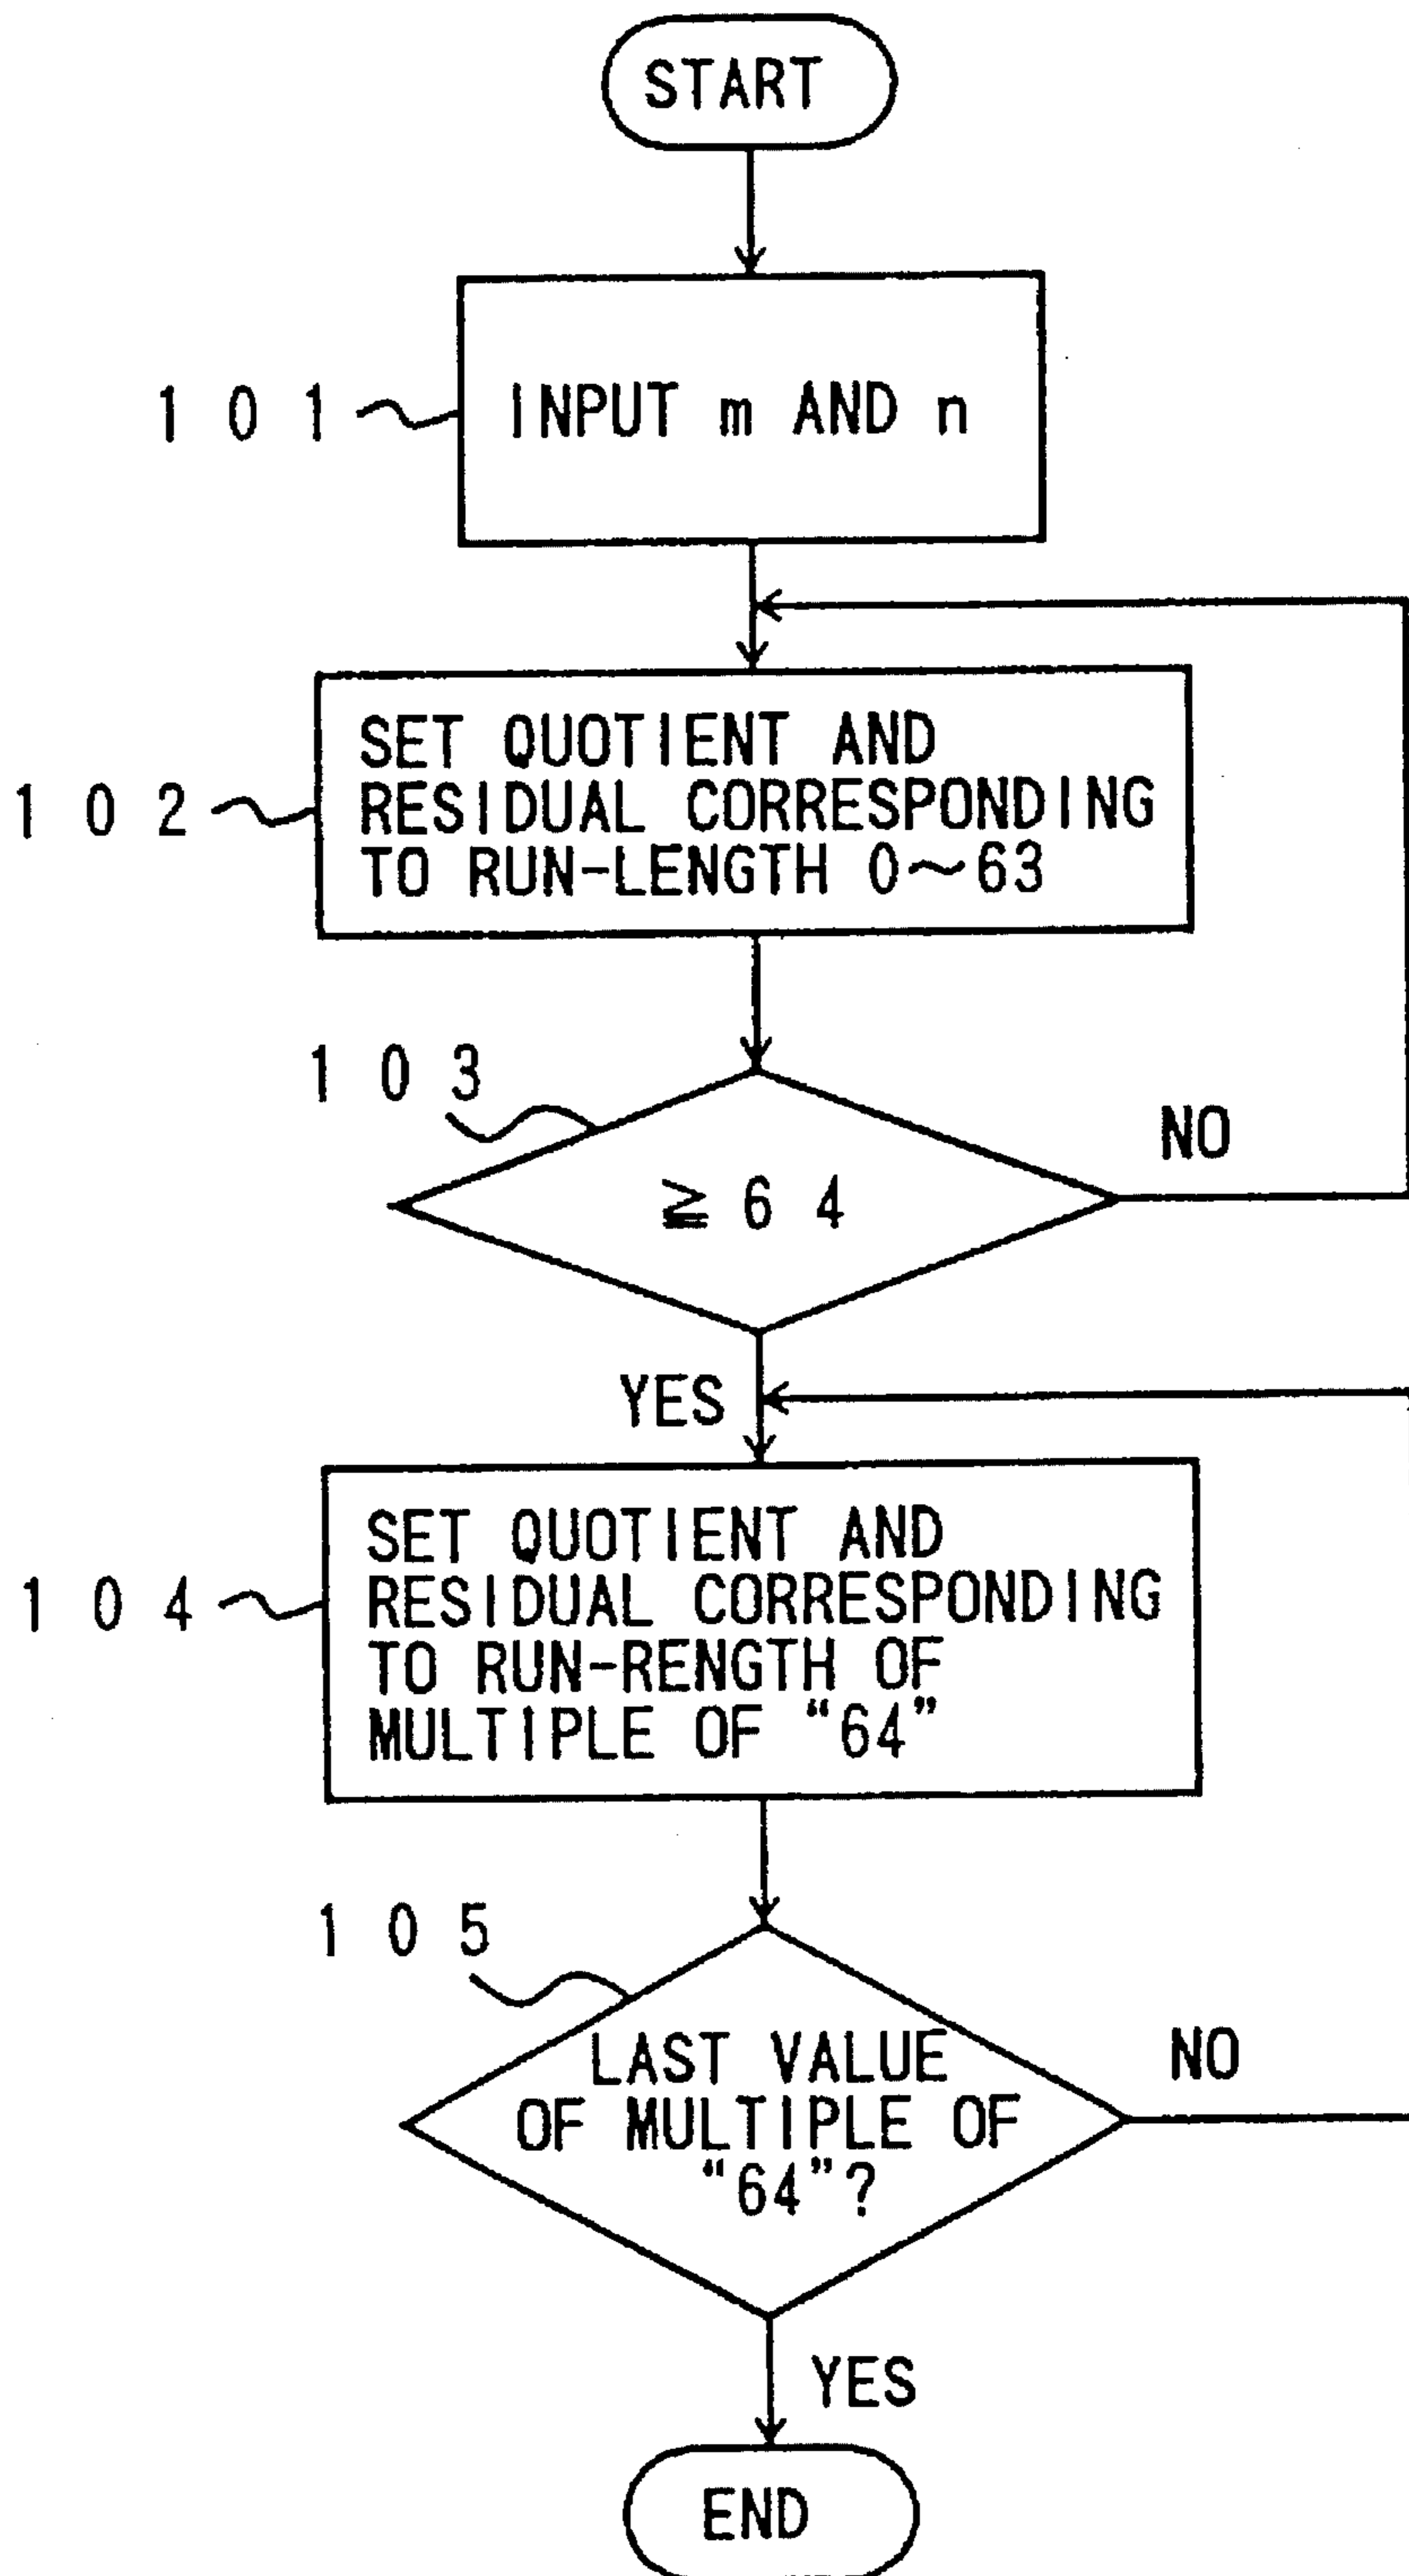 START
1 0 1
INPUT m AND n
SET QUOTIENT AND
RESIDUAL CORRESPONDING
TO RUN-LENGTH 0~63
1 0 2
1 0 3
≧ 6 4
NO
YES
SET QUOTIENT AND
RESIDUAL CORRESPONDING
TO RUN-RENGTH OF
MULTIPLE OF “64”
1 0 4
1 0 5
LAST VALUE
OF MULTIPLE OF
“64”?
NO
YES
END